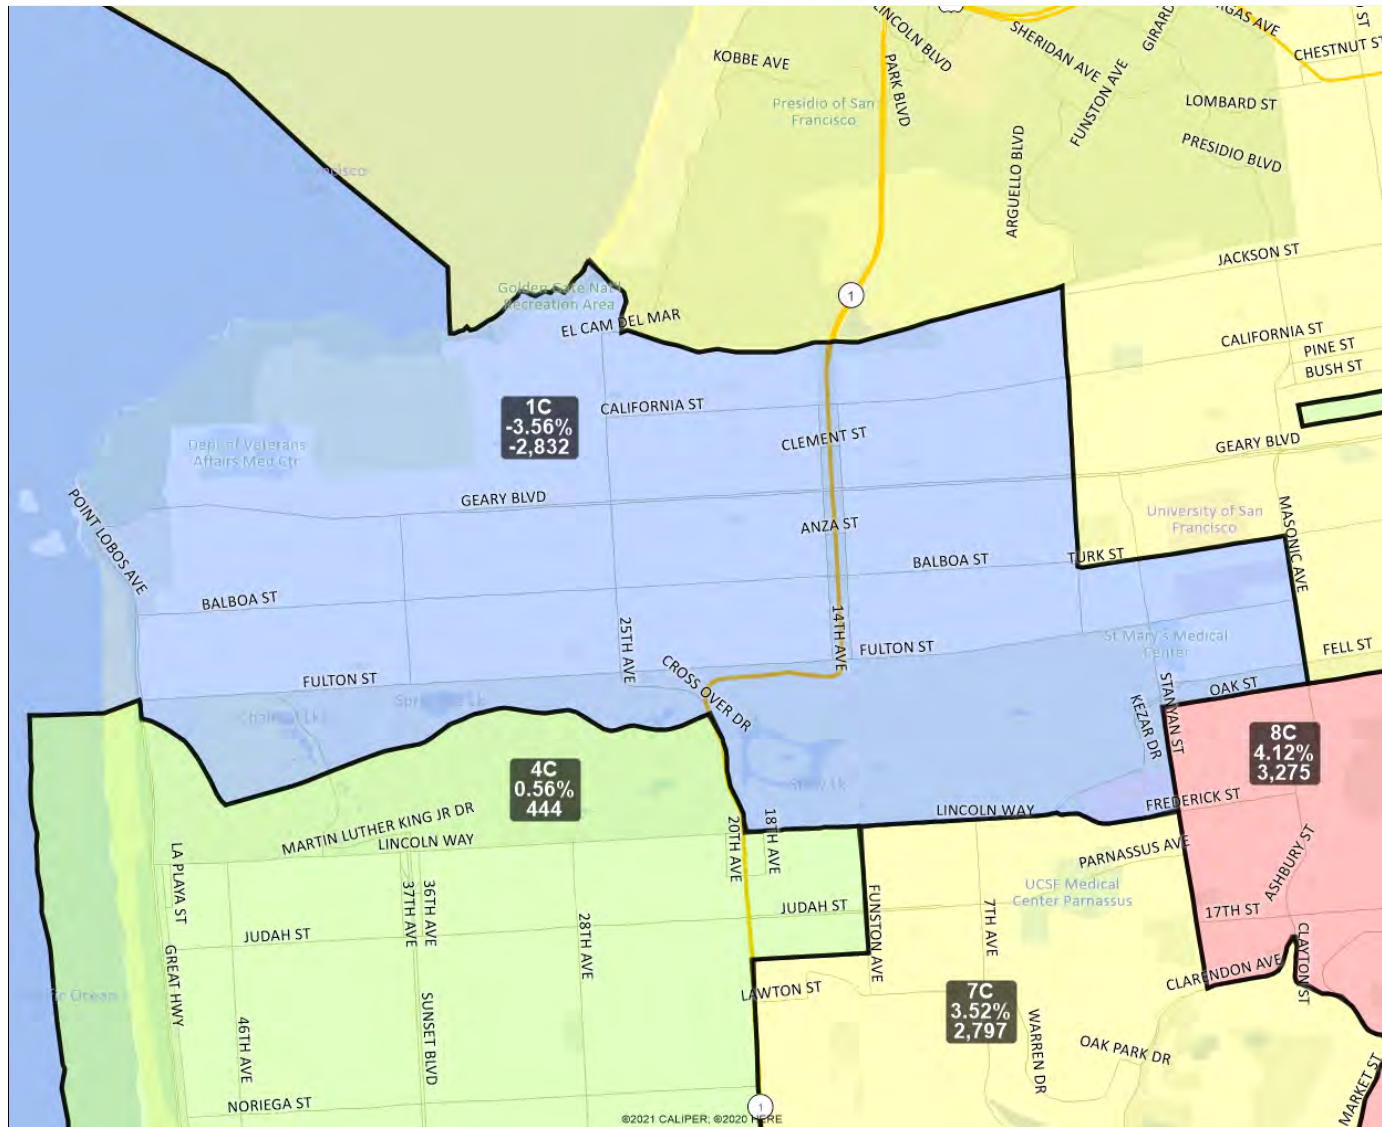 LINCOLN BLVD
SHERIDAN AVE
CHESTNUT ST
KOBBE AVE
PARK BLVD
FUNSTON AVE
LOMBARD ST
Presidio of San
Francisco
PRESIDIO BLVD
ARGUELLO BLVD
JACKSON ST
Golden Gate Nat'l
Recreation Area
1
EL CAM DEL MAR
CALIFORNIA ST
PINE ST
BUSH ST
1C
-3.56%
-2,832
CALIFORNIA ST
CLEMENT ST
GEARY BLVD
Dept of Veterans
Affairs Med Ctr
GEARY BLVD
POINT LOBOS AVE
ANZA ST
University of San
Francisco
MASONIC AVE
BALBOA ST
TURK ST
BALBOA ST
25TH AVE
14TH AVE
FULTON ST
St Mary's Medical
Center
FELL ST
FULTON ST
CROSS OVER DR
STANYAN ST
OAK ST
KEZAR DR
8C
4.12%
3,275
4C
0.56%
444
LINCOLN WAY
FREDERICK ST
MARTIN LUTHER KING JR DR
LINCOLN WAY
20TH AVE
18TH AVE
PARNASSUS AVE
ASHBURY ST
LA PLAYA ST
37TH AVE
36TH AVE
28TH AVE
JUDAH ST
FUNSTON AVE
7TH AVE
UCSF Medical
Center Parnassus
17TH ST
JUDAH ST
GREAT HWY
CLARENDON AVE
CLAYTON ST
LAWTON ST
7C
3.52%
2,797
Ocean
46TH AVE
SUNSET BLVD
WARREN DR
OAK PARK DR
MARKET ST
NORIEGA ST
1
©2021 CALIPER; ©2020 HERE